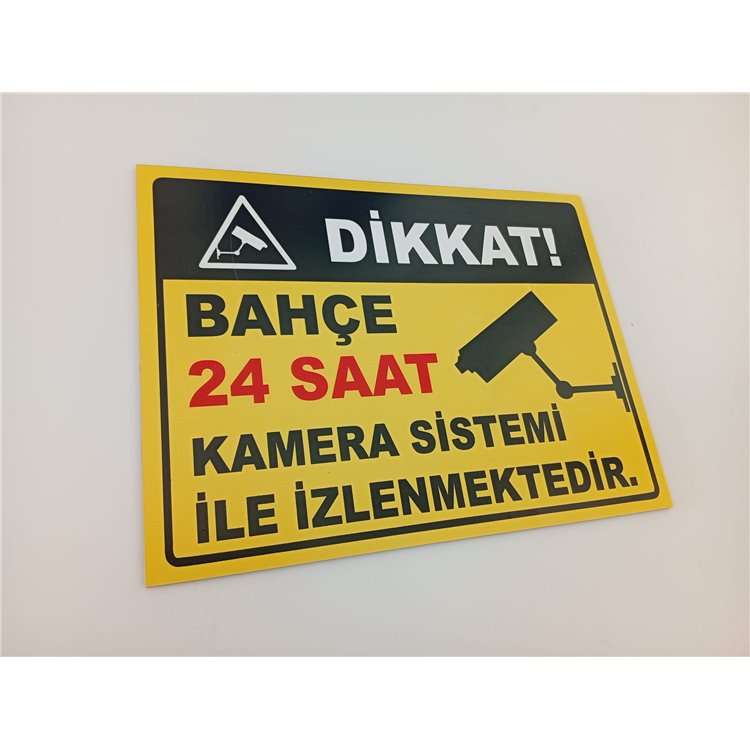 DİKKAT!
BAHÇE
24 SAAT
KAMERA SİSTEMİ
İLE İZLENMEKTEDİR.